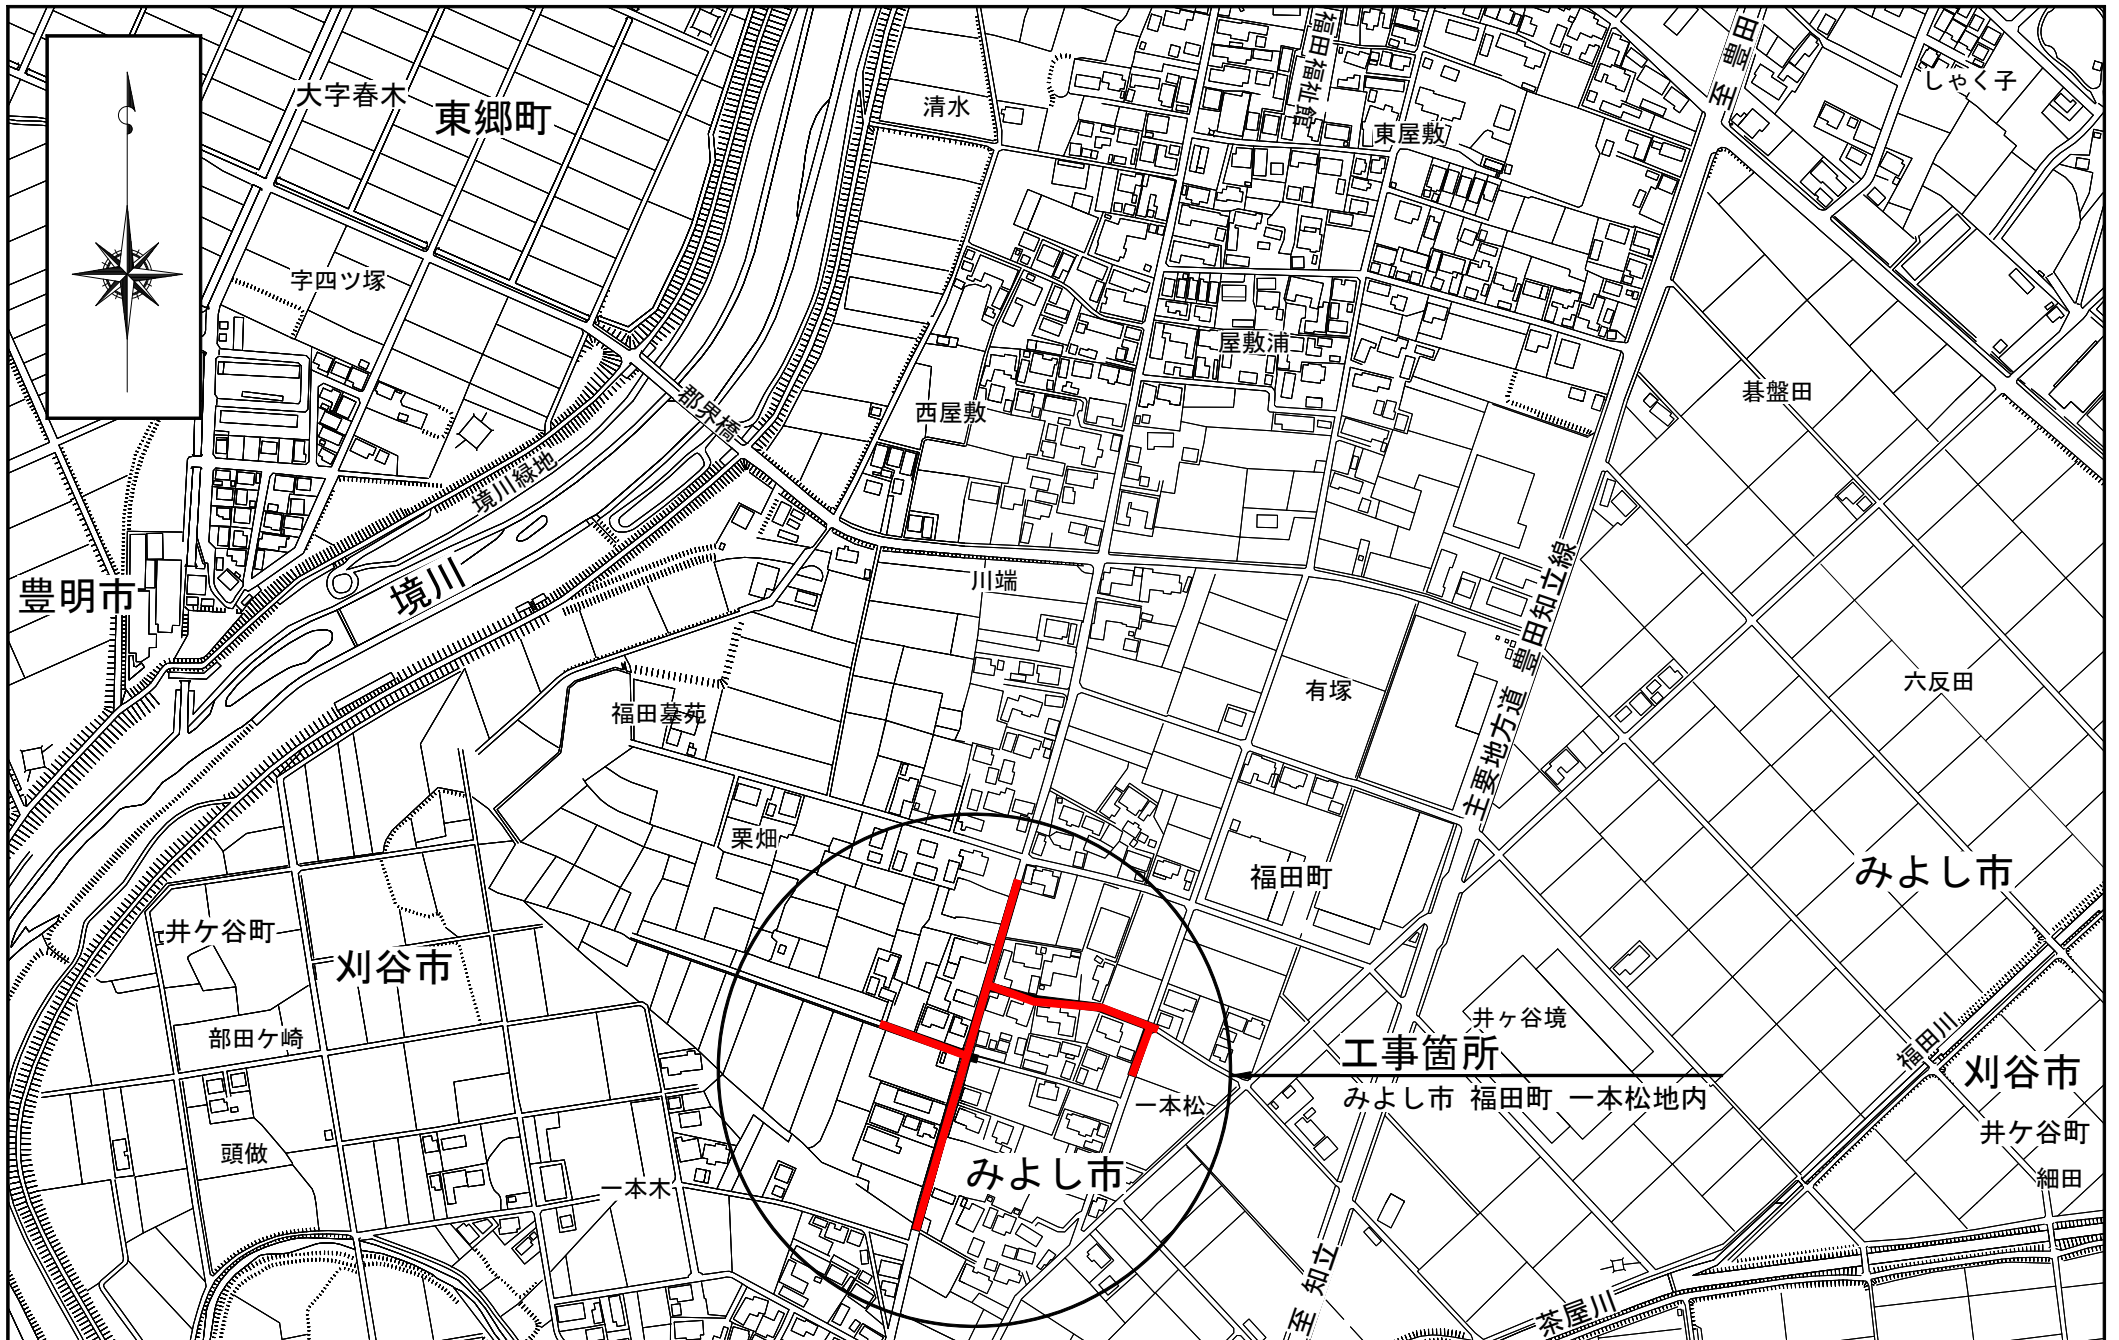 大字春木
東郷町
清水
福田福祉館
東屋敷
至 豊田
しゃく子
字四ツ塚
郡界橋
西屋敷
屋敷浦
碁盤田
境川緑地
境川
豊明市
川端
主要地方道 豊田知立線
有塚
六反田
福田墓苑
栗畑
福田町
みよし市
井ケ谷町
刈谷市
部田ケ崎
井ヶ谷境
福田川
工事箇所
みよし市 福田町 一本松地内
刈谷市
一本松
井ケ谷町
頭做
みよし市
一本木
細田
至 知立
茶屋川